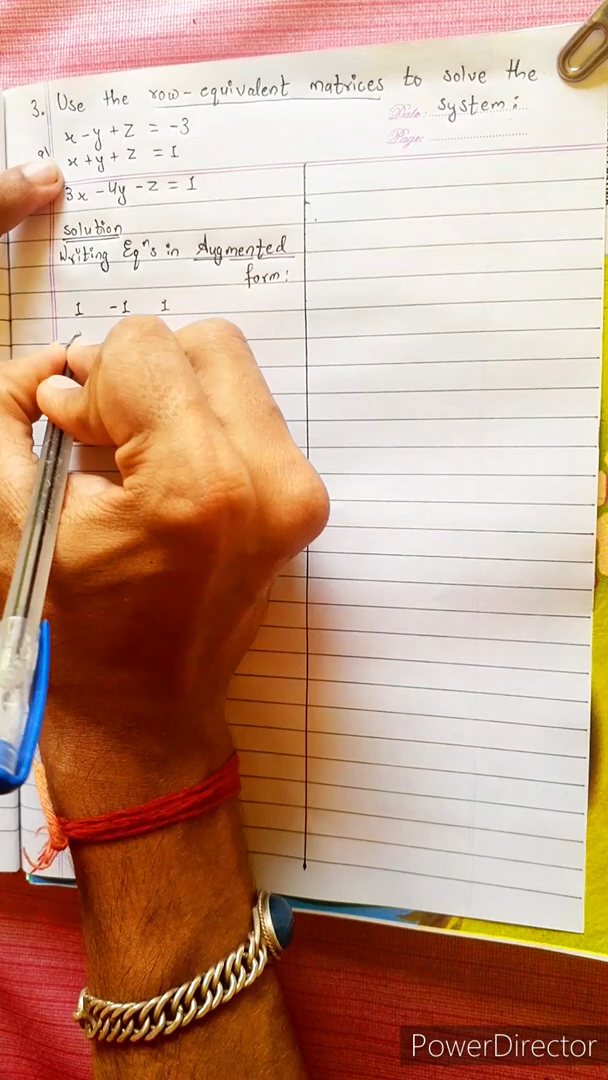 3. Use the row-equivalent matrices to solve the system:
Date:
Page:
a) x - y + z = -3
x + y + z = 1
3x - 4y - z = 1
Solution
Writing Eqⁿs in Augmented form:
1 -1 1
PowerDirector